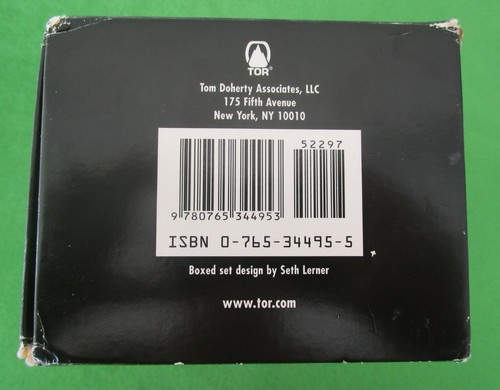 TOR®
Tom Doherty Associates, LLC
175 Fifth Avenue
New York, NY 10010
52297
9 780765 344953
ISBN 0-765-34495-5
Boxed set design by Seth Lerner
www.tor.com